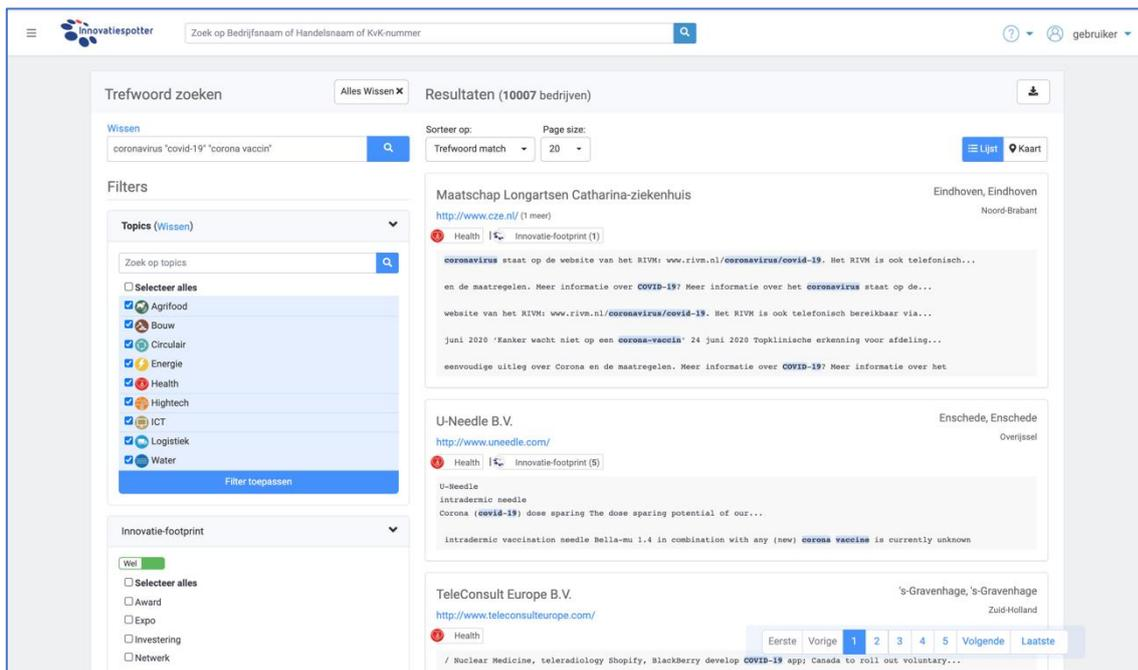 Innovatiespotter
Zoek op Bedrijfsnaam of Handelsnaam of KvK-nummer
?
gebruiker
Trefwoord zoeken
Alles Wissen ×
Wissen
coronavirus "covid-19" "corona vaccin"
Filters
Topics (Wissen)
Zoek op topics
Selecteer alles
Agrifood
Bouw
Circulair
Energie
Health
Hightech
ICT
Logistiek
Water
Filter toepassen
Innovatie-footprint
Wel
Selecteer alles
Award
Expo
Investering
Netwerk
Resultaten (10007 bedrijven)
Sorteer op:
Page size:
Trefwoord match
20
Lijst
Kaart
Maatschap Longartsen Catharina-ziekenhuis
Eindhoven, Eindhoven
Noord-Brabant
http://www.cze.nl/ (1 meer)
Health
Innovatie-footprint (1)
coronavirus staat op de website van het RIVM: www.rivm.nl/coronavirus/covid-19. Het RIVM is ook telefonisch...
en de maatregelen. Meer informatie over COVID-19? Meer informatie over het coronavirus staat op de...
website van het RIVM: www.rivm.nl/coronavirus/covid-19. Het RIVM is ook telefonisch bereikbaar via...
juni 2020 'Kanker wacht niet op een corona-vaccin' 24 juni 2020 Topklinische erkenning voor afdeling...
eenvoudige uitleg over Corona en de maatregelen. Meer informatie over COVID-19? Meer informatie over het
U-Needle B.V.
Enschede, Enschede
Overijssel
http://www.uneedle.com/
Health
Innovatie-footprint (5)
U-Needle
intradermic needle
Corona (covid-19) dose sparing The dose sparing potential of our...
intradermic vaccination needle Bella-mu 1.4 in combination with any (new) corona vaccine is currently unknown
TeleConsult Europe B.V.
's-Gravenhage, 's-Gravenhage
Zuid-Holland
http://www.teleconsulteurope.com/
Health
Eerste Vorige 1 2 3 4 5 Volgende Laatste
/ Nuclear Medicine, teleradiology Shopify, BlackBerry develop COVID-19 app; Canada to roll out voluntary...